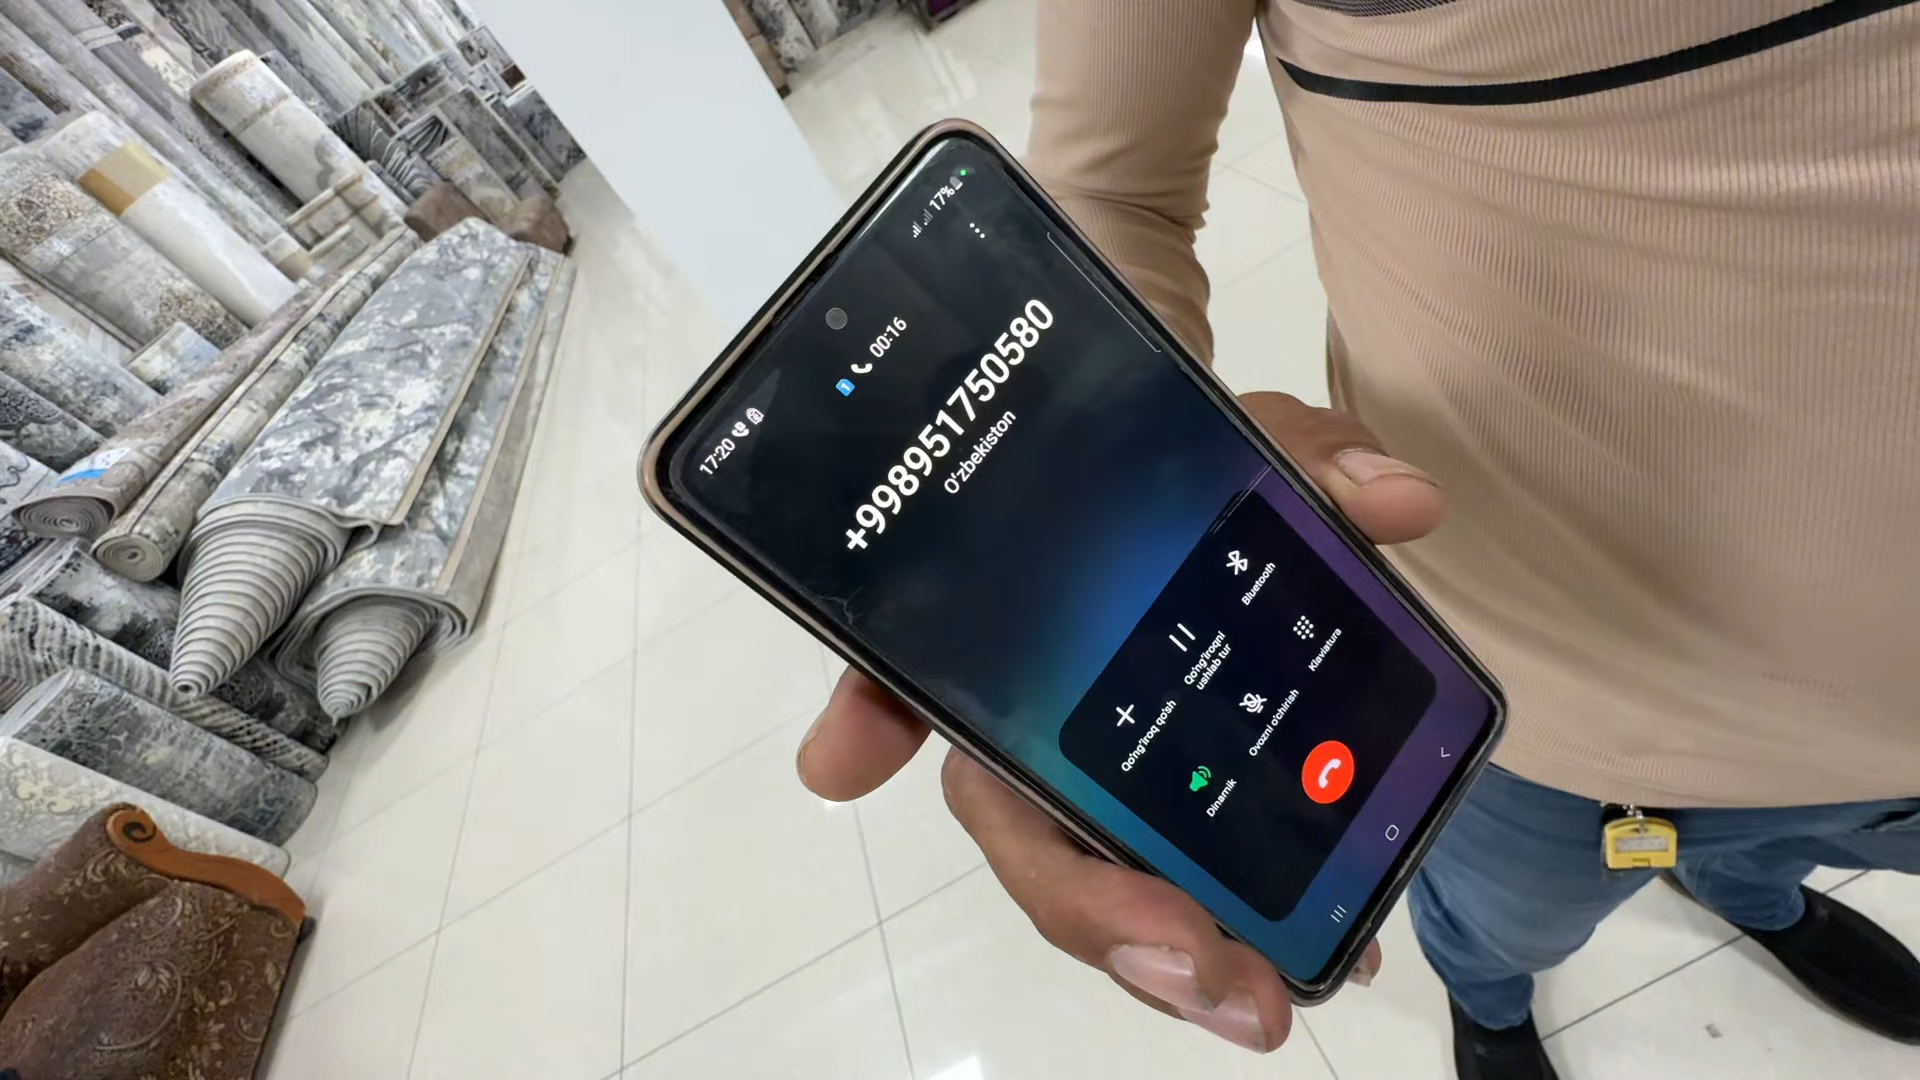 17:20
17%
1
00:16
+998951750580
O'zbekiston
Qo'ng'iroq qo'sh
Qo'ng'iroqni
ushlab tur
Bluetooth
Dinamik
Ovozni o'chirish
Klaviatura